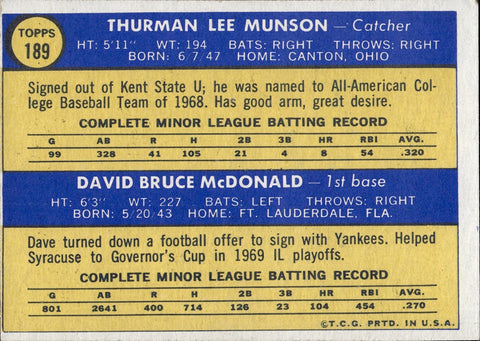 TOPPS
189
THURMAN LEE MUNSON — Catcher
HT: 5'11" WT: 194 BATS: RIGHT THROWS: RIGHT
BORN: 6/7/47 HOME: CANTON, OHIO
Signed out of Kent State U; he was named to All-American Col-
lege Baseball Team of 1968. Has good arm, great desire.
COMPLETE MINOR LEAGUE BATTING RECORD
G AB R H 2B 3B HR RBI AVG.
99 328 41 105 21 4 8 54 .320
DAVID BRUCE McDONALD — 1st base
HT: 6'3" WT: 227 BATS: LEFT THROWS: RIGHT
BORN: 5/20/43 HOME: FT. LAUDERDALE, FLA.
Dave turned down a football offer to sign with Yankees. Helped
Syracuse to Governor's Cup in 1969 IL playoffs.
COMPLETE MINOR LEAGUE BATTING RECORD
G AB R H 2B 3B HR RBI AVG.
801 2641 400 714 126 23 104 454 .270
©T.C.G. PRTD. IN U.S.A.